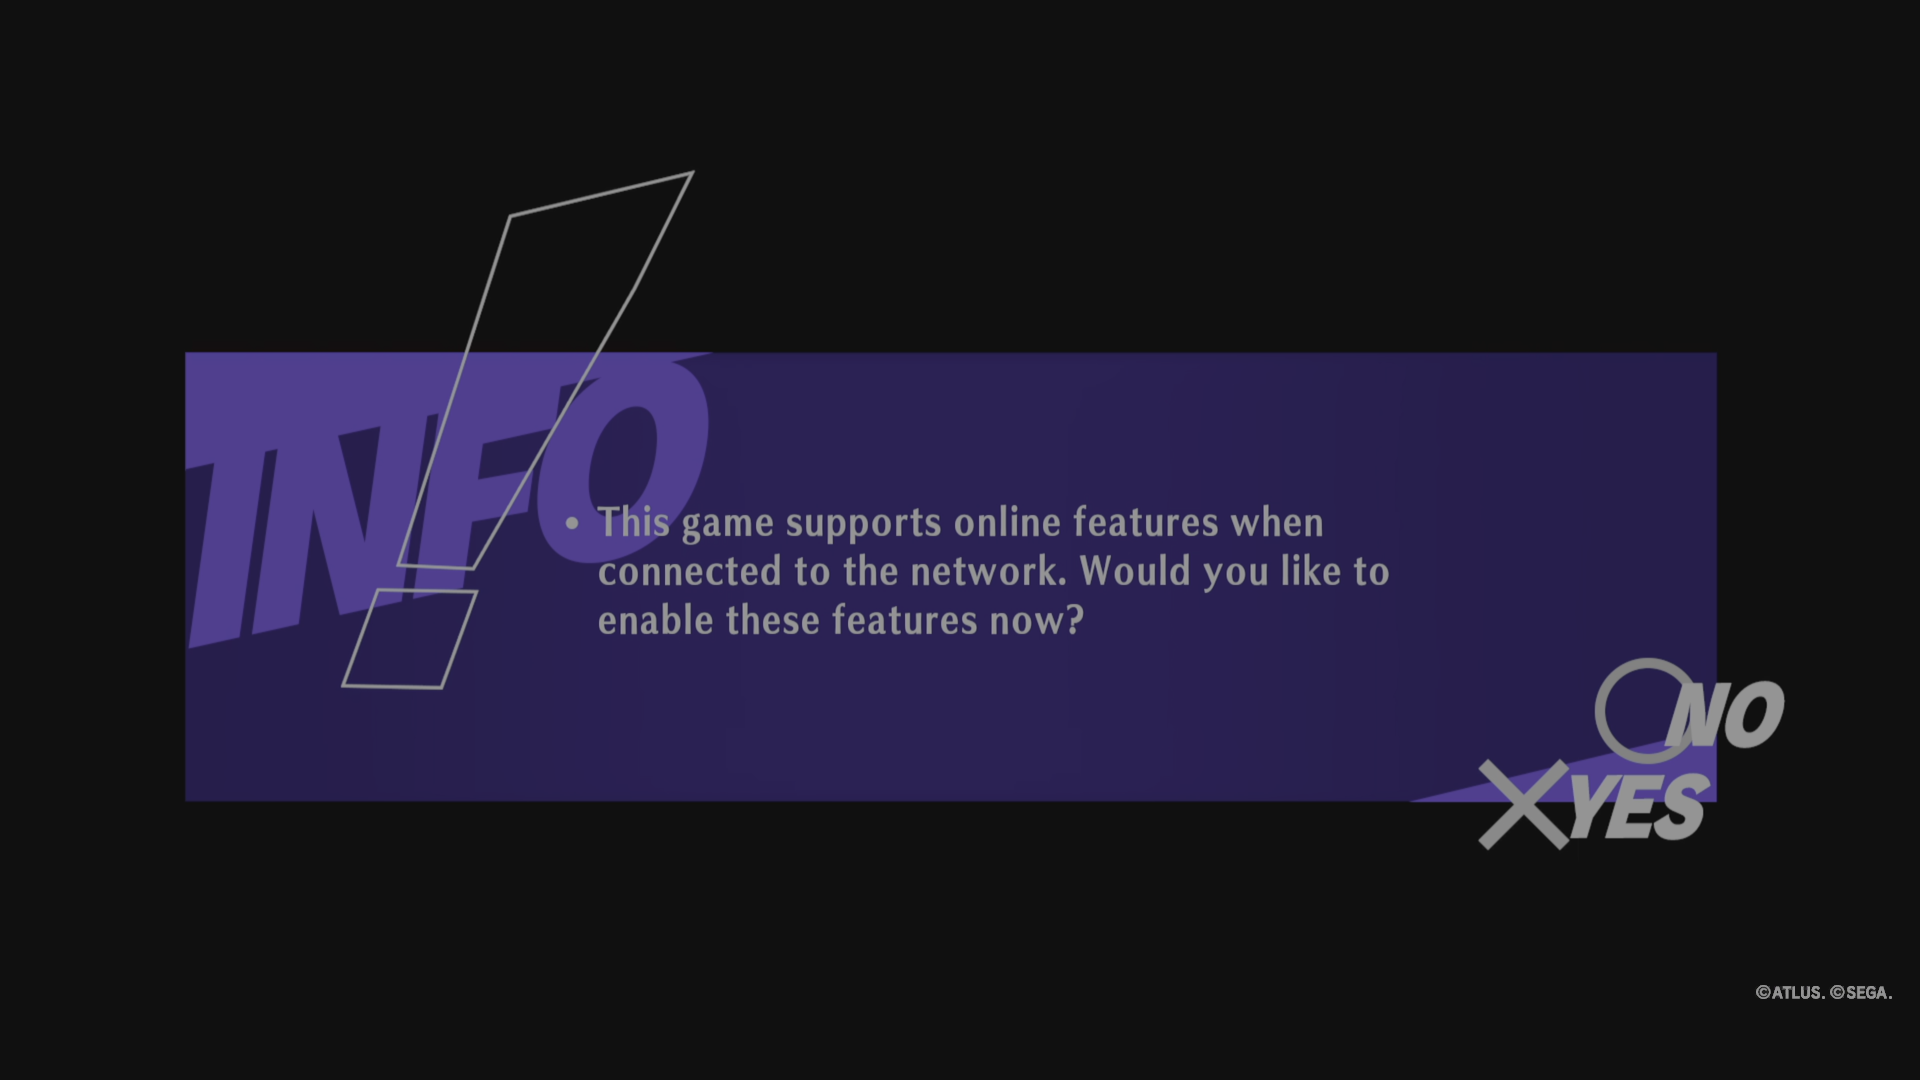 INFO
• This game supports online features when
connected to the network. Would you like to
enable these features now?
NO
YES
©ATLUS. ©SEGA.